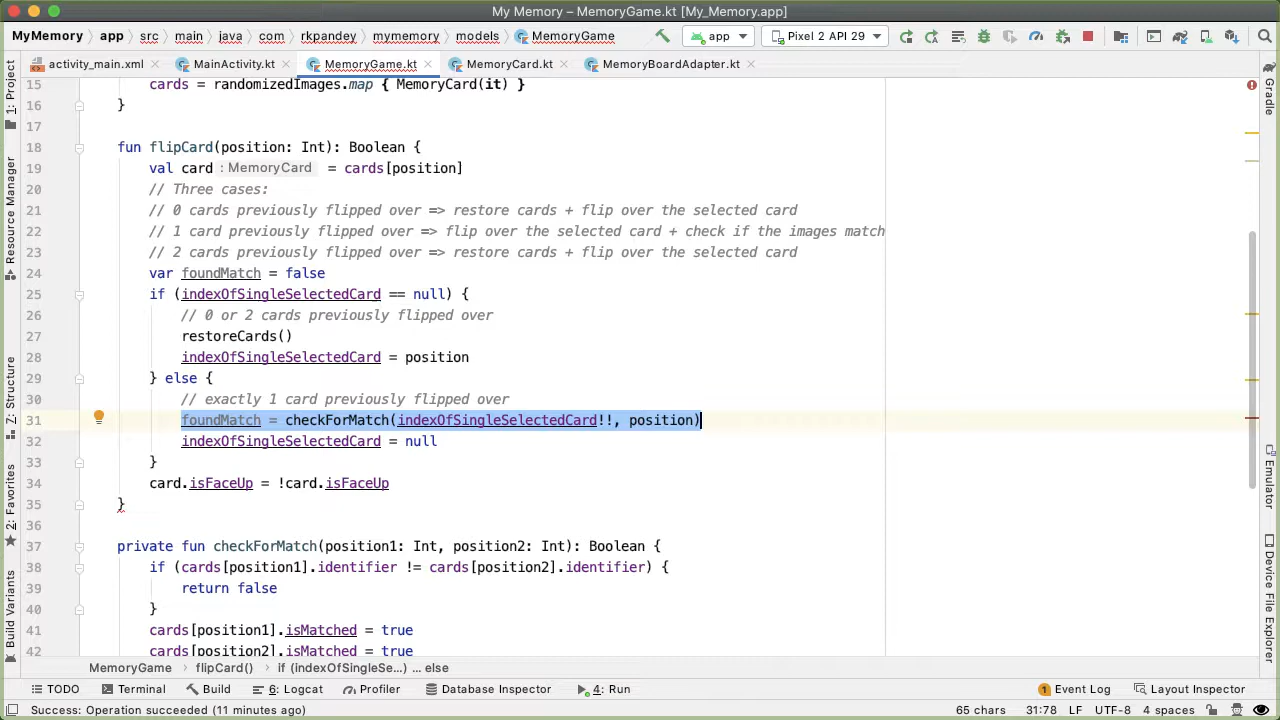 My Memory – MemoryGame.kt [My_Memory.app]
MyMemory app src main java com rkpandey mymemory models MemoryGame app Pixel 2 API 29
activity_main.xml MainActivity.kt MemoryGame.kt MemoryCard.kt MemoryBoardAdapter.kt
15 cards = randomizedImages.map { MemoryCard(it) }
16 }
17
18 fun flipCard(position: Int): Boolean {
19 val card : MemoryCard = cards[position]
20 // Three cases:
21 // 0 cards previously flipped over => restore cards + flip over the selected card
22 // 1 card previously flipped over => flip over the selected card + check if the images match
23 // 2 cards previously flipped over => restore cards + flip over the selected card
24 var foundMatch = false
25 if (indexOfSingleSelectedCard == null) {
26 // 0 or 2 cards previously flipped over
27 restoreCards()
28 indexOfSingleSelectedCard = position
29 } else {
30 // exactly 1 card previously flipped over
31 foundMatch = checkForMatch(indexOfSingleSelectedCard!!, position)
32 indexOfSingleSelectedCard = null
33 }
34 card.isFaceUp = !card.isFaceUp
35 }
36
37 private fun checkForMatch(position1: Int, position2: Int): Boolean {
38 if (cards[position1].identifier != cards[position2].identifier) {
39 return false
40 }
41 cards[position1].isMatched = true
42 cards[position2].isMatched = true
1: Project
Resource Manager
Z: Structure
2: Favorites
Build Variants
Gradle
Emulator
Device File Explorer
MemoryGame flipCard() if (indexOfSingleSe...) ... else
TODO Terminal Build 6: Logcat Profiler Database Inspector 4: Run 1 Event Log Layout Inspector
Success: Operation succeeded (11 minutes ago) 65 chars 31:78 LF UTF-8 4 spaces